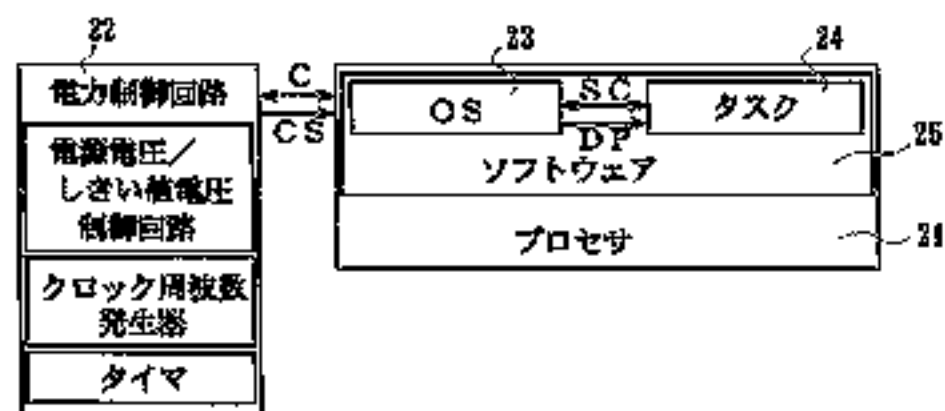 22
電力制御回路
電源電圧／
しきい値電圧
制御回路
クロック周波数
発生器
タイマ
C
CS
23
OS
SC
DP
24
タスク
ソフトウェア
25
プロセサ
21